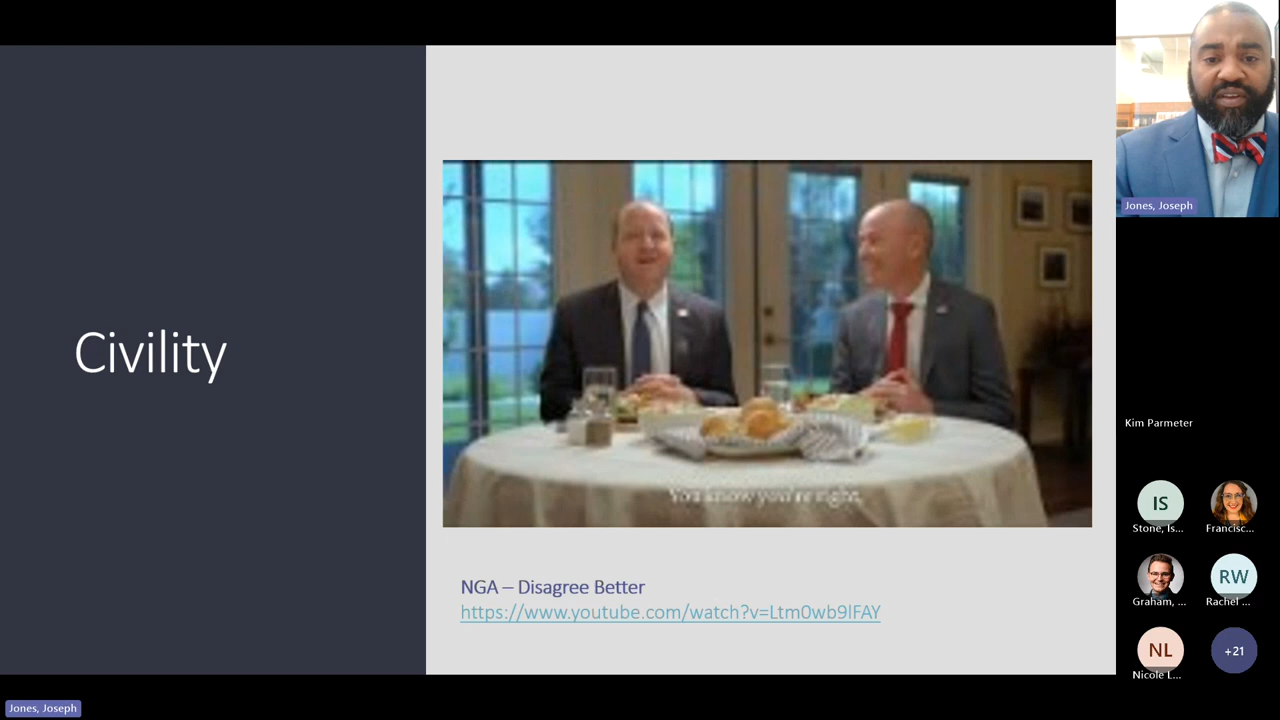 Civility
You know you're right.
NGA – Disagree Better
https://www.youtube.com/watch?v=Ltm0wb9IFAY
Jones, Joseph
Kim Parmeter
IS
Stone, Is...
Francisc...
Graham, ...
RW
Rachel ...
NL
Nicole L...
+21
Jones, Joseph